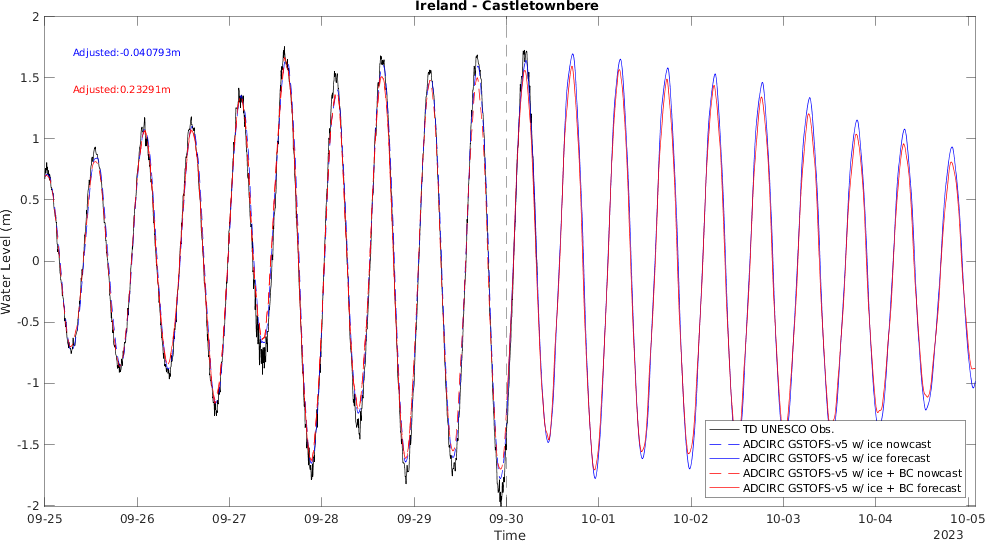 Ireland - Castletownbere
Adjusted:-0.040793m
Adjusted:0.23291m
2
1.5
1
0.5
0
-0.5
-1
-1.5
-2
Water Level (m)
09-25
09-26
09-27
09-28
09-29
09-30
10-01
10-02
10-03
10-04
10-05
Time
2023
TD UNESCO Obs.
ADCIRC GSTOFS-v5 w/ ice nowcast
ADCIRC GSTOFS-v5 w/ ice forecast
ADCIRC GSTOFS-v5 w/ ice + BC nowcast
ADCIRC GSTOFS-v5 w/ ice + BC forecast